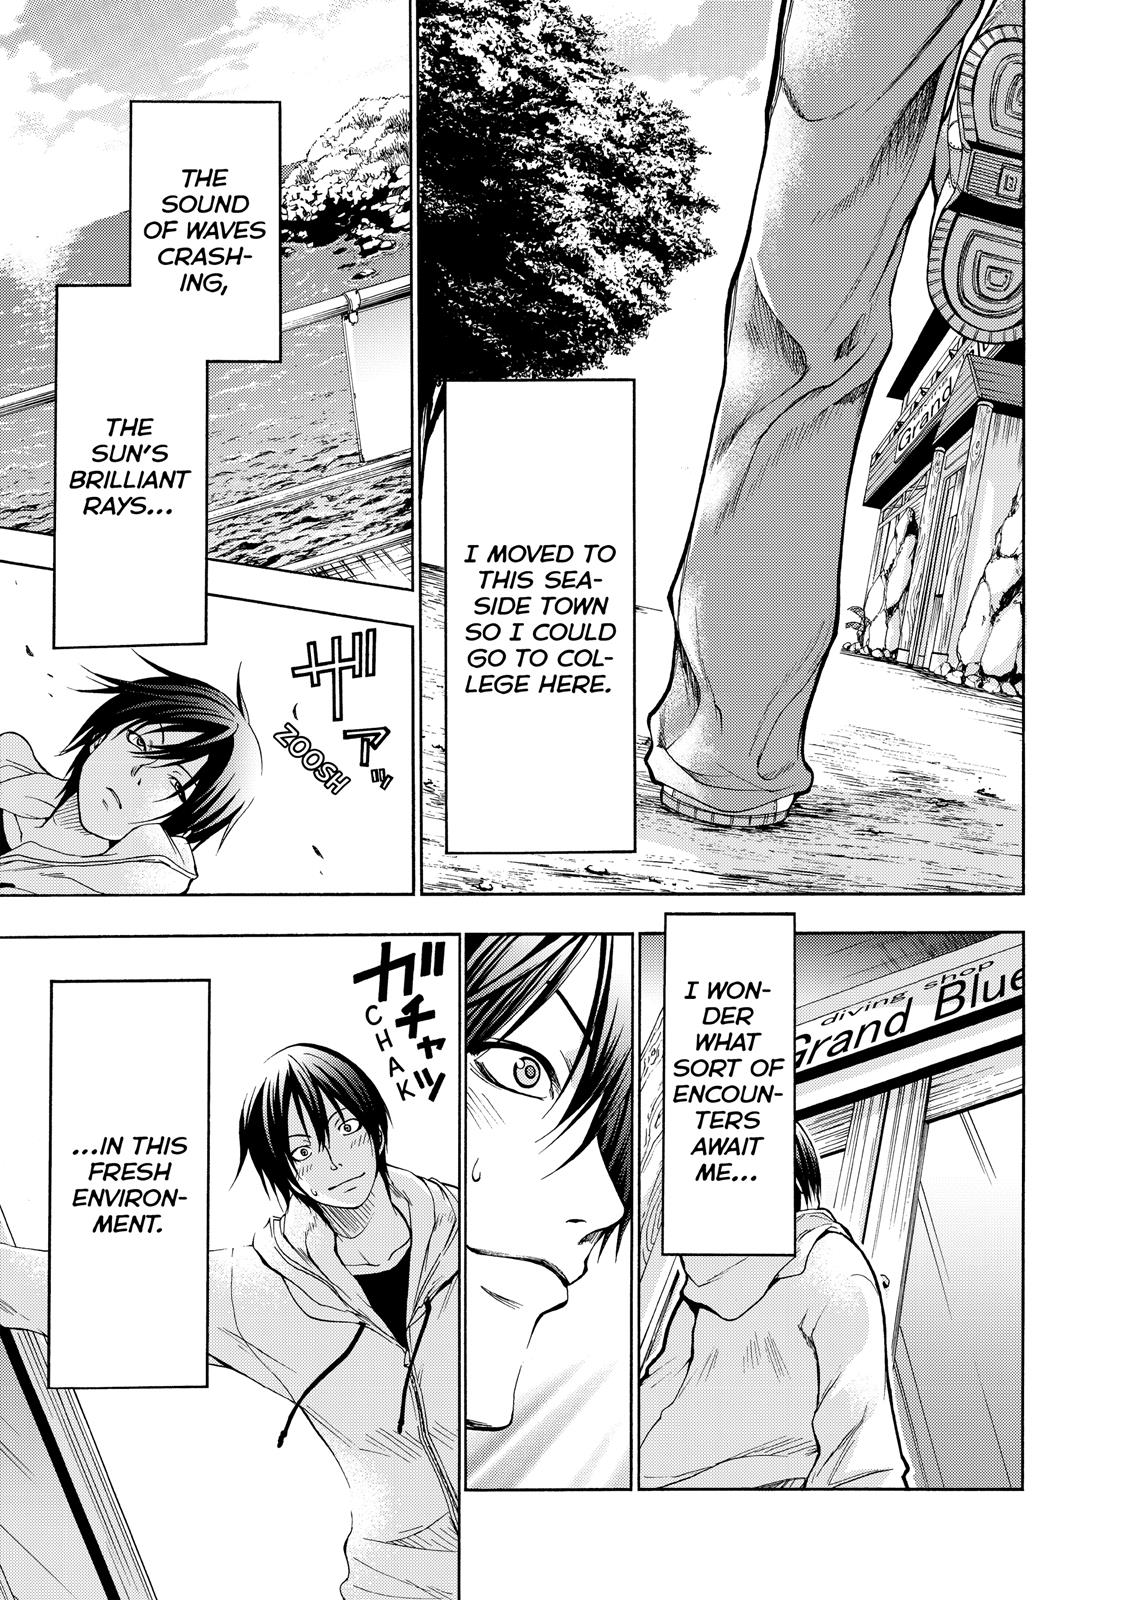 I MOVED TO
THIS SEA-
SIDE TOWN
SO I COULD
GO TO COL-
LEGE HERE.
Grand
THE
SOUND
OF WAVES
CRASH-
ING,
THE
SUN'S
BRILLIANT
RAYS...
ザァッ
ZOOSH
I WON-
DER WHAT
SORT OF
ENCOUN-
TERS
AWAIT
ME...
diving shop
Grand Blue
ガチャッ
CHAK
...IN THIS
FRESH
ENVIRON-
MENT.